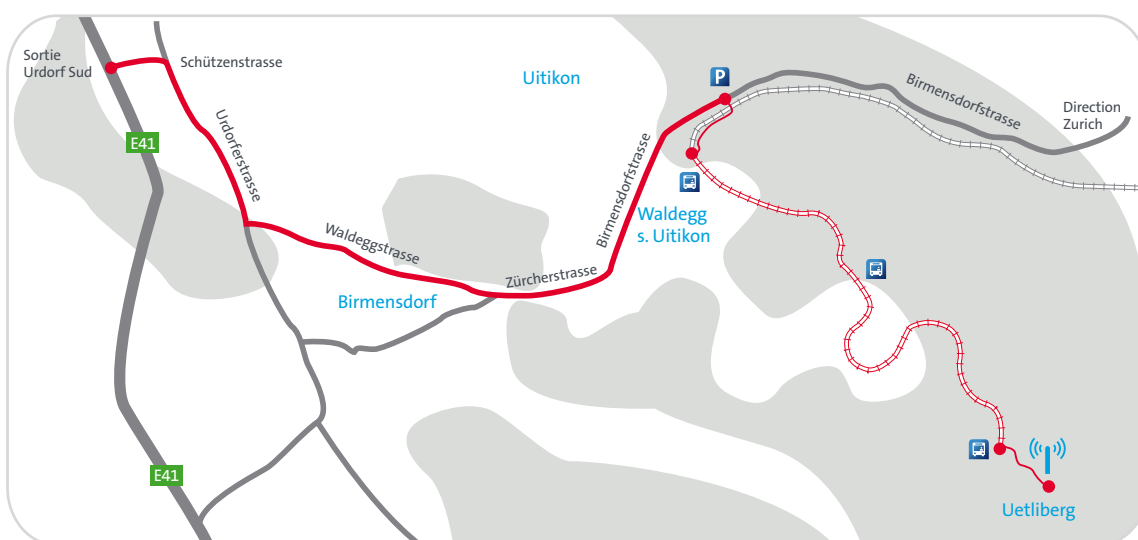 Sortie
Urdorf Sud
Schützenstrasse
Uitikon
P
Birmensdorfstrasse
Direction
Zurich
E41
Urdorferstrasse
Birmensdorfstrasse
Waldegg
s. Uitikon
Waldeggstrasse
Zürcherstrasse
Birmensdorf
E41
Uetliberg